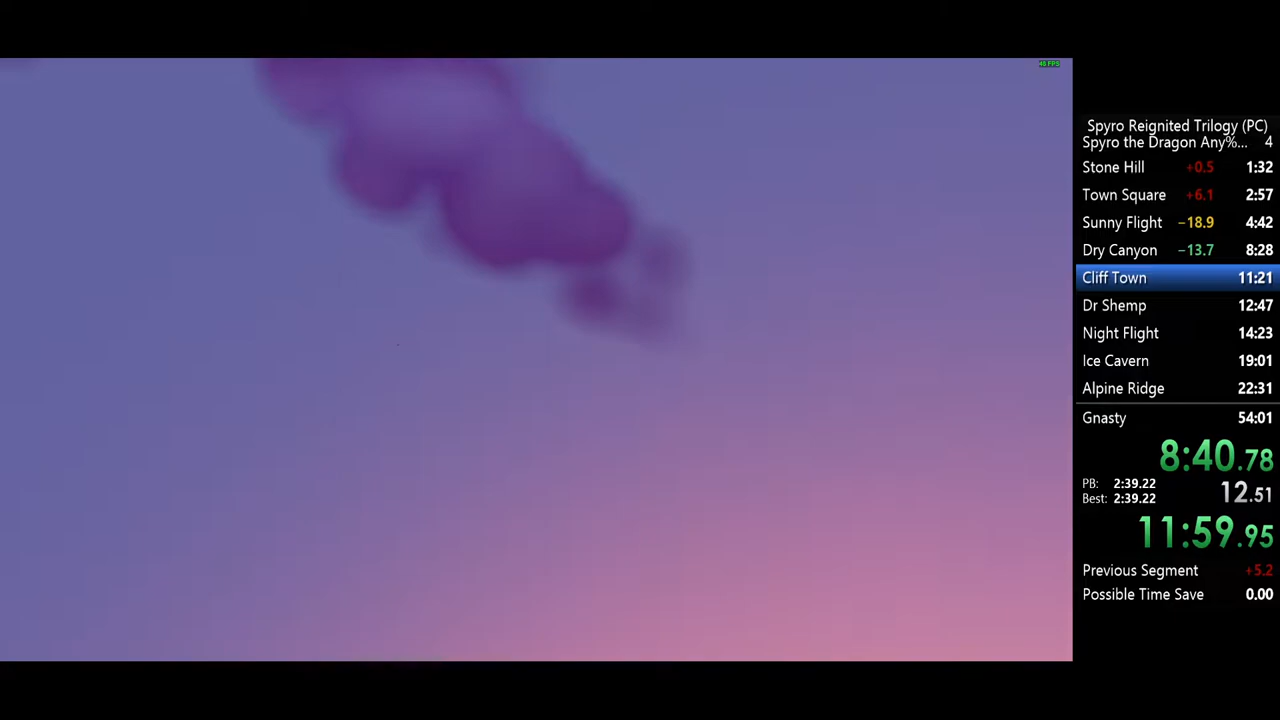 48 FPS
Spyro Reignited Trilogy (PC)
Spyro the Dragon Any%... 4
Stone Hill +0.5 1:32
Town Square +6.1 2:57
Sunny Flight −18.9 4:42
Dry Canyon −13.7 8:28
Cliff Town 11:21
Dr Shemp 12:47
Night Flight 14:23
Ice Cavern 19:01
Alpine Ridge 22:31
Gnasty 54:01
8:40.78
PB: 2:39.22 12.51
Best: 2:39.22
11:59.95
Previous Segment +5.2
Possible Time Save 0.00